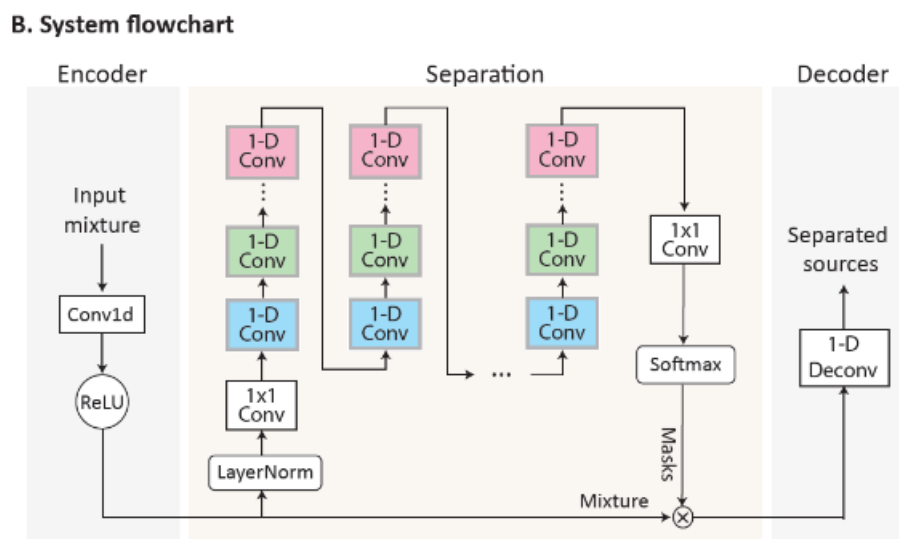 B. System flowchart
Encoder
Separation
Decoder
Input
mixture
Conv1d
ReLU
1-D
Conv
1-D
Conv
1-D
Conv
1x1
Conv
LayerNorm
1-D
Conv
1-D
Conv
1-D
Conv
...
1-D
Conv
1-D
Conv
1-D
Conv
1x1
Conv
Softmax
Masks
Mixture
Separated
sources
1-D
Deconv